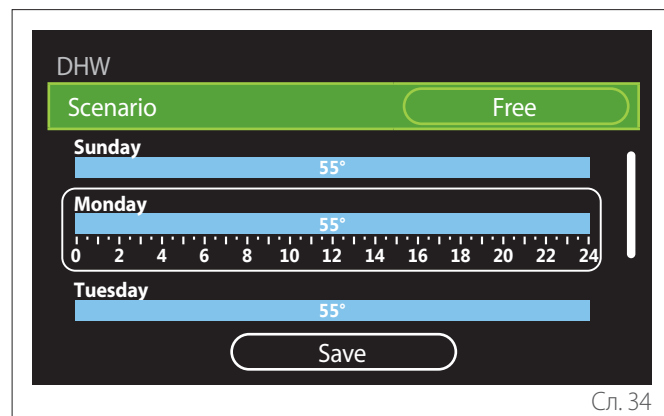 DHW
Scenario Free
Sunday
55°
Monday
55°
0 2 4 6 8 10 12 14 16 18 20 22 24
Tuesday
55°
Save
Сл. 34